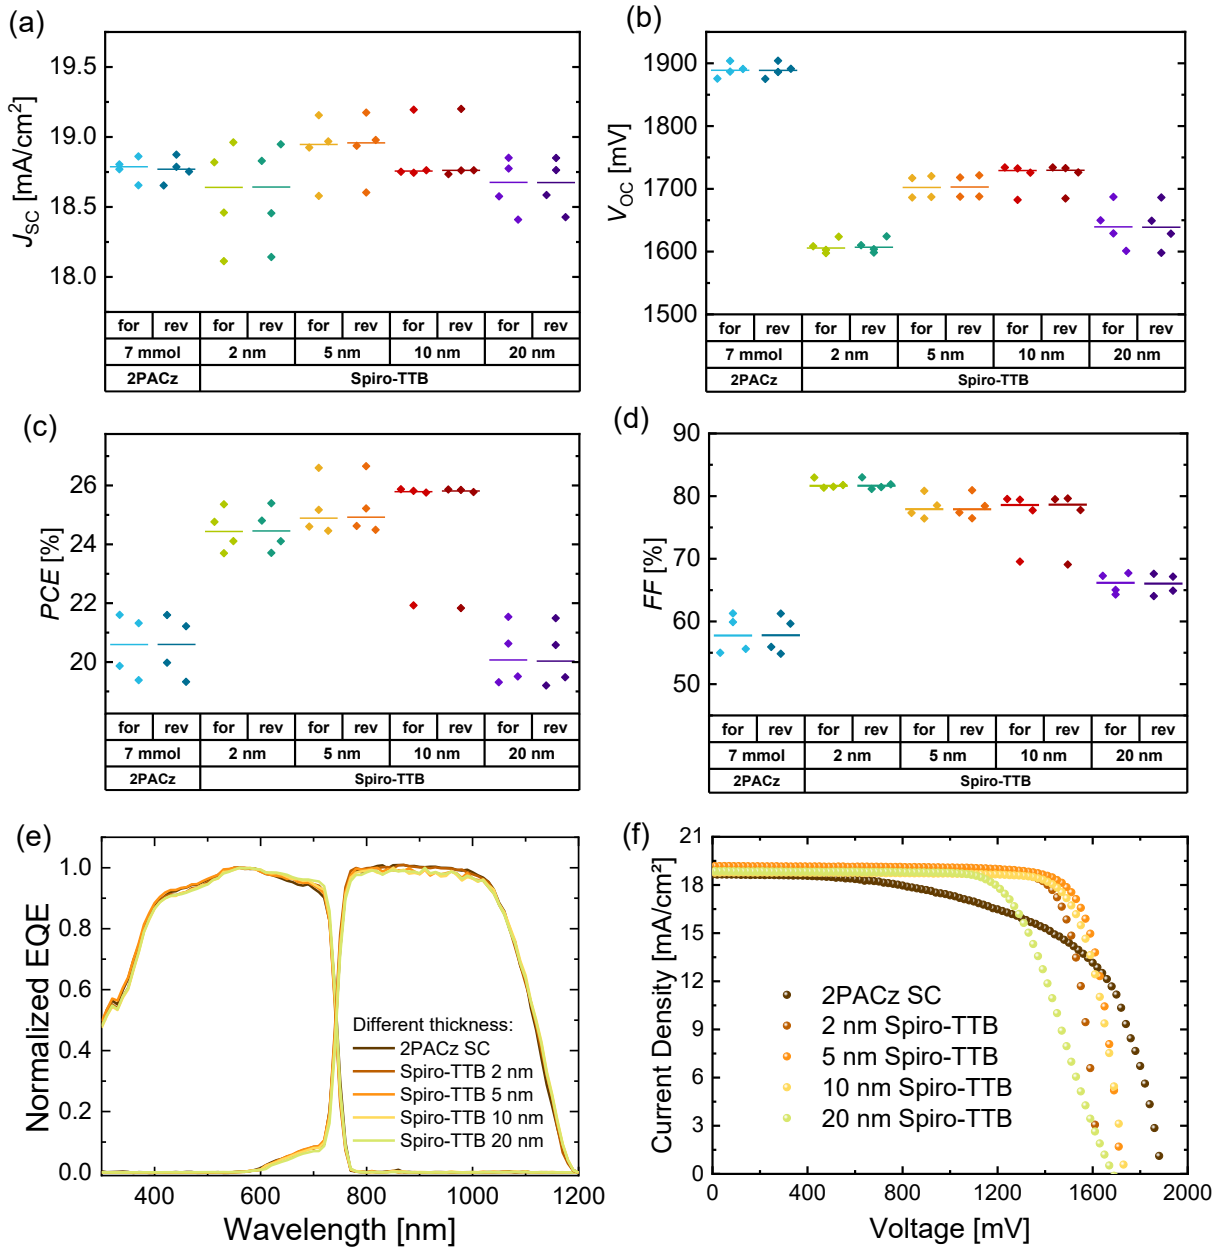 (a)
19.5
19.0
18.5
18.0
J_SC [mA/cm²]
for rev for rev for rev for rev for rev
7 mmol 2 nm 5 nm 10 nm 20 nm
2PACz Spiro-TTB
(b)
1900
1800
1700
1600
1500
V_OC [mV]
for rev for rev for rev for rev for rev
7 mmol 2 nm 5 nm 10 nm 20 nm
2PACz Spiro-TTB
(c)
26
24
22
20
PCE [%]
for rev for rev for rev for rev for rev
7 mmol 2 nm 5 nm 10 nm 20 nm
2PACz Spiro-TTB
(d)
90
80
70
60
50
FF [%]
for rev for rev for rev for rev for rev
7 mmol 2 nm 5 nm 10 nm 20 nm
2PACz Spiro-TTB
(e)
1.0
0.8
0.6
0.4
0.2
0.0
Normalized EQE
Different thickness:
2PACz SC
Spiro-TTB 2 nm
Spiro-TTB 5 nm
Spiro-TTB 10 nm
Spiro-TTB 20 nm
400 600 800 1000 1200
Wavelength [nm]
(f)
21
18
15
12
9
6
3
0
Current Density [mA/cm²]
2PACz SC
2 nm Spiro-TTB
5 nm Spiro-TTB
10 nm Spiro-TTB
20 nm Spiro-TTB
0 400 800 1200 1600 2000
Voltage [mV]